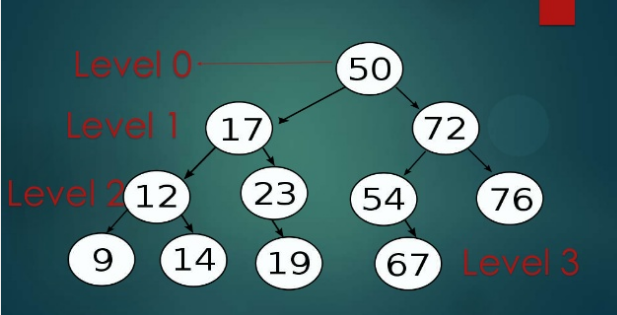 Level 0 50
Level 1 17 72
Level 2 12 23 54 76
9 14 19 67 Level 3